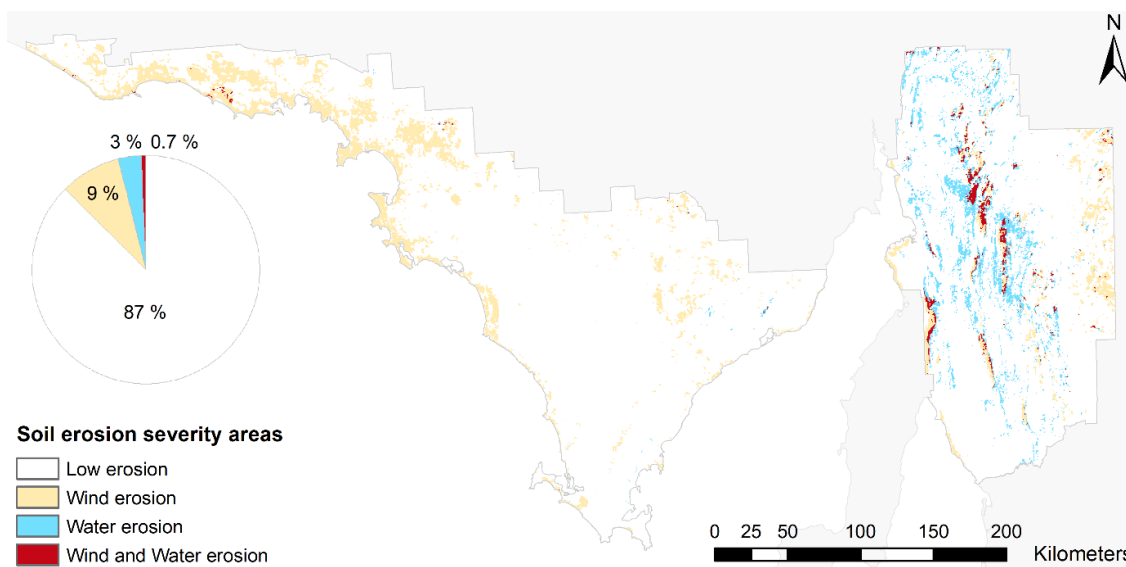 N
3 % 0.7 %
9 %
87 %
Soil erosion severity areas
Low erosion
Wind erosion
Water erosion
Wind and Water erosion
0 25 50 100 150 200
Kilometers